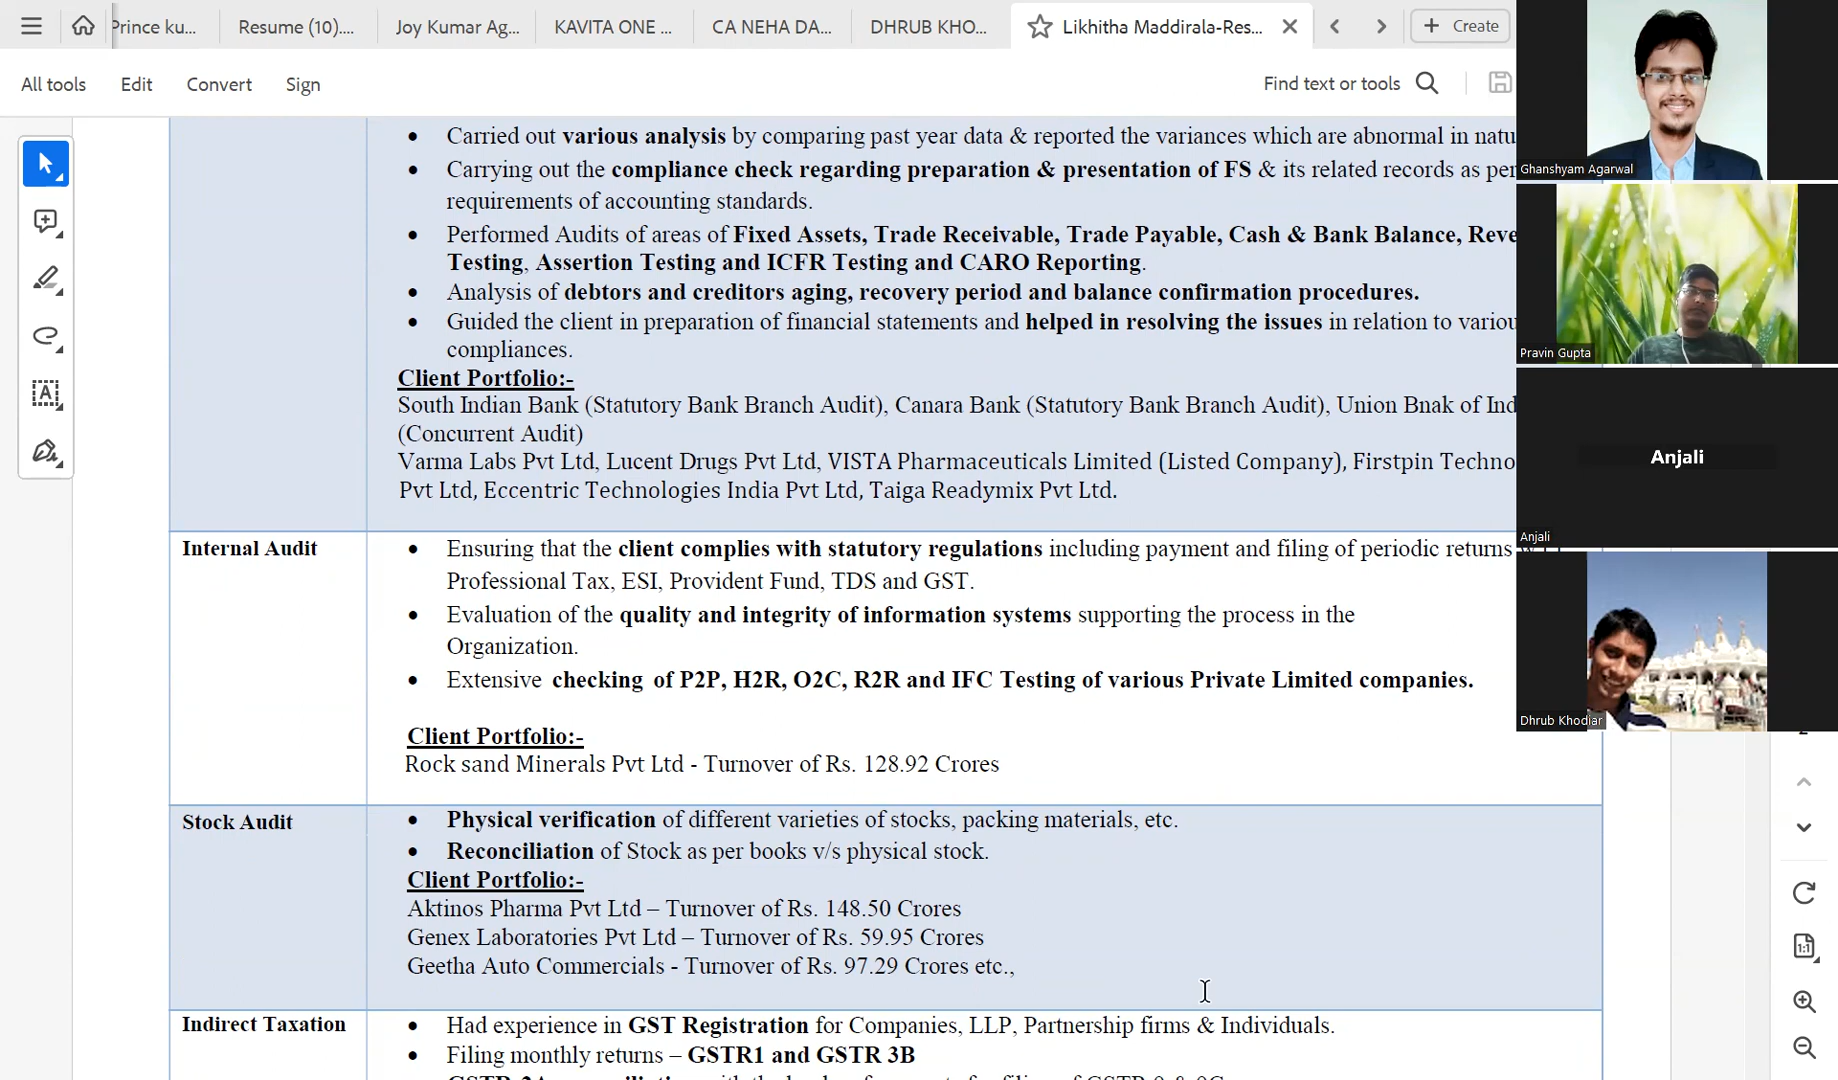 Prince ku...
Resume (10)....
Joy Kumar Ag...
KAVITA ONE ...
CA NEHA DA...
DHRUB KHO...
Likhitha Maddirala-Res...
Create
All tools
Edit
Convert
Sign
Find text or tools
• Carried out various analysis by comparing past year data & reported the variances which are abnormal in natu
• Carrying out the compliance check regarding preparation & presentation of FS & its related records as per
requirements of accounting standards.
• Performed Audits of areas of Fixed Assets, Trade Receivable, Trade Payable, Cash & Bank Balance, Reve
Testing, Assertion Testing and ICFR Testing and CARO Reporting.
• Analysis of debtors and creditors aging, recovery period and balance confirmation procedures.
• Guided the client in preparation of financial statements and helped in resolving the issues in relation to variou
compliances.
Client Portfolio:-
South Indian Bank (Statutory Bank Branch Audit), Canara Bank (Statutory Bank Branch Audit), Union Bnak of Ind
(Concurrent Audit)
Varma Labs Pvt Ltd, Lucent Drugs Pvt Ltd, VISTA Pharmaceuticals Limited (Listed Company), Firstpin Techno
Pvt Ltd, Eccentric Technologies India Pvt Ltd, Taiga Readymix Pvt Ltd.
Internal Audit
• Ensuring that the client complies with statutory regulations including payment and filing of periodic returns
Professional Tax, ESI, Provident Fund, TDS and GST.
• Evaluation of the quality and integrity of information systems supporting the process in the
Organization.
• Extensive checking of P2P, H2R, O2C, R2R and IFC Testing of various Private Limited companies.
Client Portfolio:-
Rock sand Minerals Pvt Ltd - Turnover of Rs. 128.92 Crores
Stock Audit
• Physical verification of different varieties of stocks, packing materials, etc.
• Reconciliation of Stock as per books v/s physical stock.
Client Portfolio:-
Aktinos Pharma Pvt Ltd – Turnover of Rs. 148.50 Crores
Genex Laboratories Pvt Ltd – Turnover of Rs. 59.95 Crores
Geetha Auto Commercials - Turnover of Rs. 97.29 Crores etc.,
Indirect Taxation
• Had experience in GST Registration for Companies, LLP, Partnership firms & Individuals.
• Filing monthly returns – GSTR1 and GSTR 3B
Ghanshyam Agarwal
Pravin Gupta
Anjali
Anjali
Dhrub Khodiar
1:1